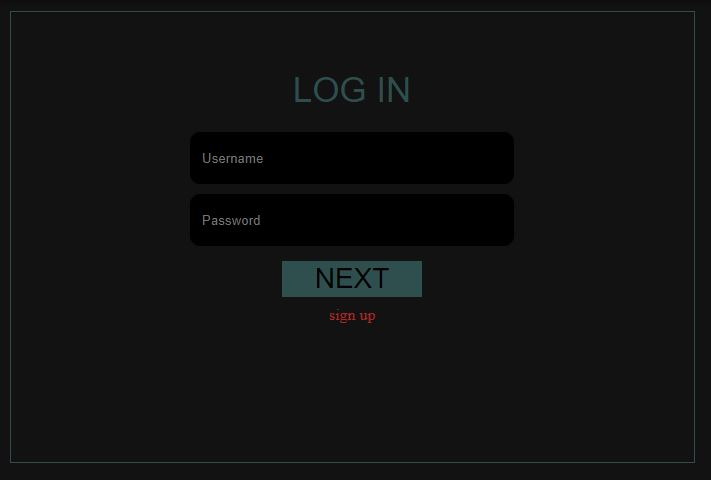 LOG IN
Username
Password
NEXT
sign up